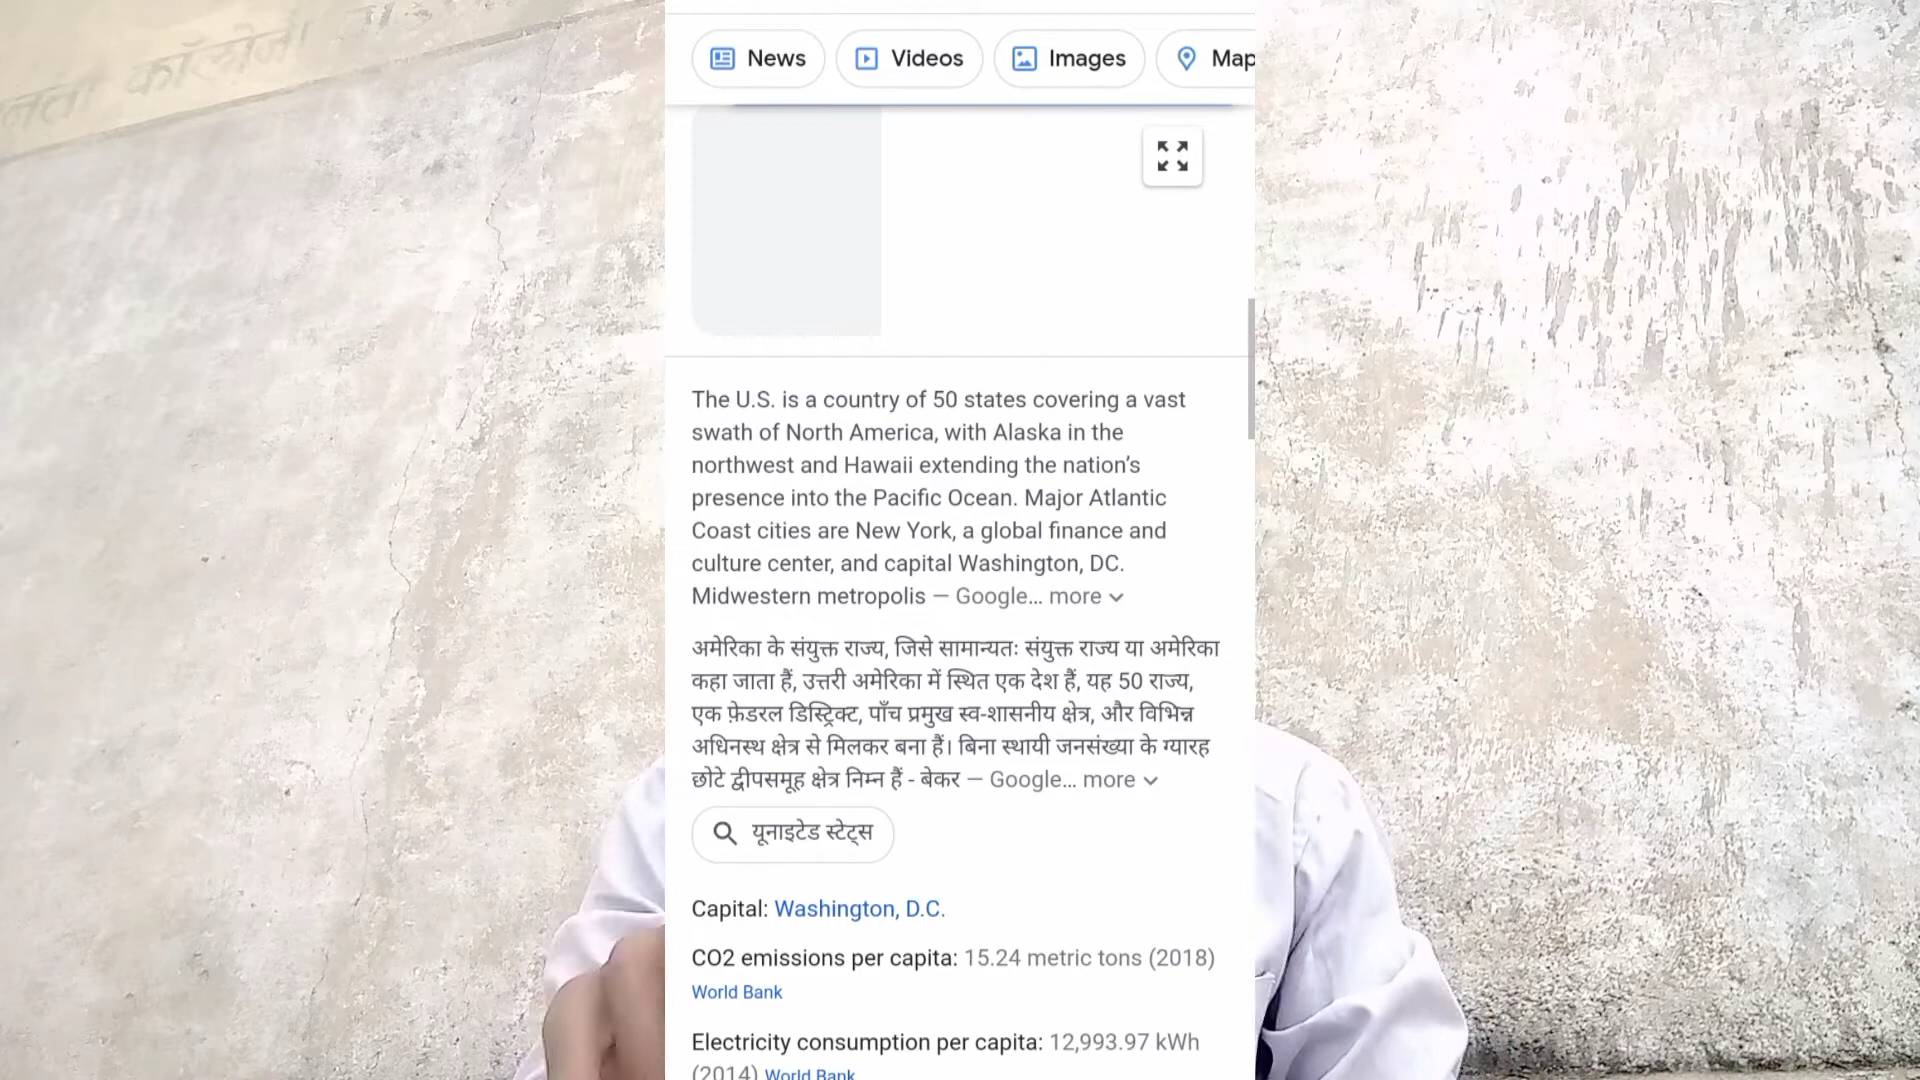 कॉलोजी
News Videos Images Map
The U.S. is a country of 50 states covering a vast
swath of North America, with Alaska in the
northwest and Hawaii extending the nation’s
presence into the Pacific Ocean. Major Atlantic
Coast cities are New York, a global finance and
culture center, and capital Washington, DC.
Midwestern metropolis — Google... more
अमेरिका के संयुक्त राज्य, जिसे सामान्यतः संयुक्त राज्य या अमेरिका
कहा जाता हैं, उत्तरी अमेरिका में स्थित एक देश हैं, यह 50 राज्य,
एक फ़ेडरल डिस्ट्रिक्ट, पाँच प्रमुख स्व-शासनीय क्षेत्र, और विभिन्न
अधिनस्थ क्षेत्र से मिलकर बना हैं। बिना स्थायी जनसंख्या के ग्यारह
छोटे द्वीपसमूह क्षेत्र निम्न हैं - बेकर — Google... more
यूनाइटेड स्टेट्स
Capital: Washington, D.C.
CO2 emissions per capita: 15.24 metric tons (2018)
World Bank
Electricity consumption per capita: 12,993.97 kWh
(2014) World Bank